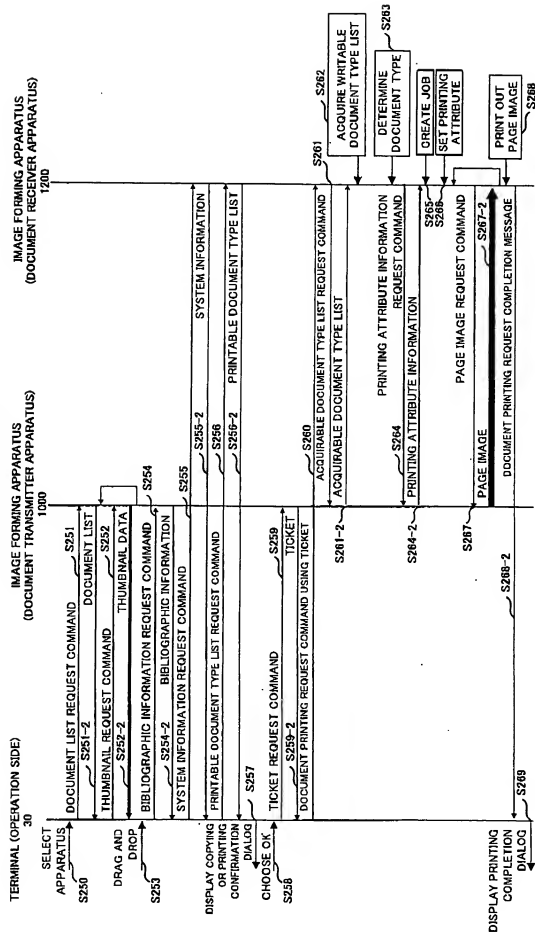 TERMINAL (OPERATION SIDE)
30
IMAGE FORMING APPARATUS
(DOCUMENT TRANSMITTER APPARATUS)
1000
IMAGE FORMING APPARATUS
(DOCUMENT RECEIVER APPARATUS)
1200
SELECT
APPARATUS
S250
DOCUMENT LIST REQUEST COMMAND
S251
S251-2
DOCUMENT LIST
THUMBNAIL REQUEST COMMAND
S252
S252-2
THUMBNAIL DATA
DRAG AND
DROP
S253
BIBLIOGRAPHIC INFORMATION REQUEST COMMAND
S254
S254-2
BIBLIOGRAPHIC INFORMATION
SYSTEM INFORMATION REQUEST COMMAND
S255
S255-2
SYSTEM INFORMATION
PRINTABLE DOCUMENT TYPE LIST REQUEST COMMAND
S256
S256-2
PRINTABLE DOCUMENT TYPE LIST
DISPLAY COPYING
OR PRINTING
CONFIRMATION
DIALOG
S257
CHOOSE OK
S258
TICKET REQUEST COMMAND
S259
S259-2
TICKET
DOCUMENT PRINTING REQUEST COMMAND USING TICKET
S260
ACQUIRABLE DOCUMENT TYPE LIST REQUEST COMMAND
S261
S261-2
ACQUIRABLE DOCUMENT TYPE LIST
S262
ACQUIRE WRITABLE
DOCUMENT TYPE LIST
S263
DETERMINE
DOCUMENT TYPE
PRINTING ATTRIBUTE INFORMATION
REQUEST COMMAND
S264
S264-2
PRINTING ATTRIBUTE INFORMATION
S265
CREATE JOB
S266
SET PRINTING
ATTRIBUTE
PAGE IMAGE REQUEST COMMAND
S267
PAGE IMAGE
S267-2
PRINT OUT
PAGE IMAGE
S268
S268-2
DOCUMENT PRINTING REQUEST COMPLETION MESSAGE
DISPLAY PRINTING
COMPLETION
DIALOG
S269